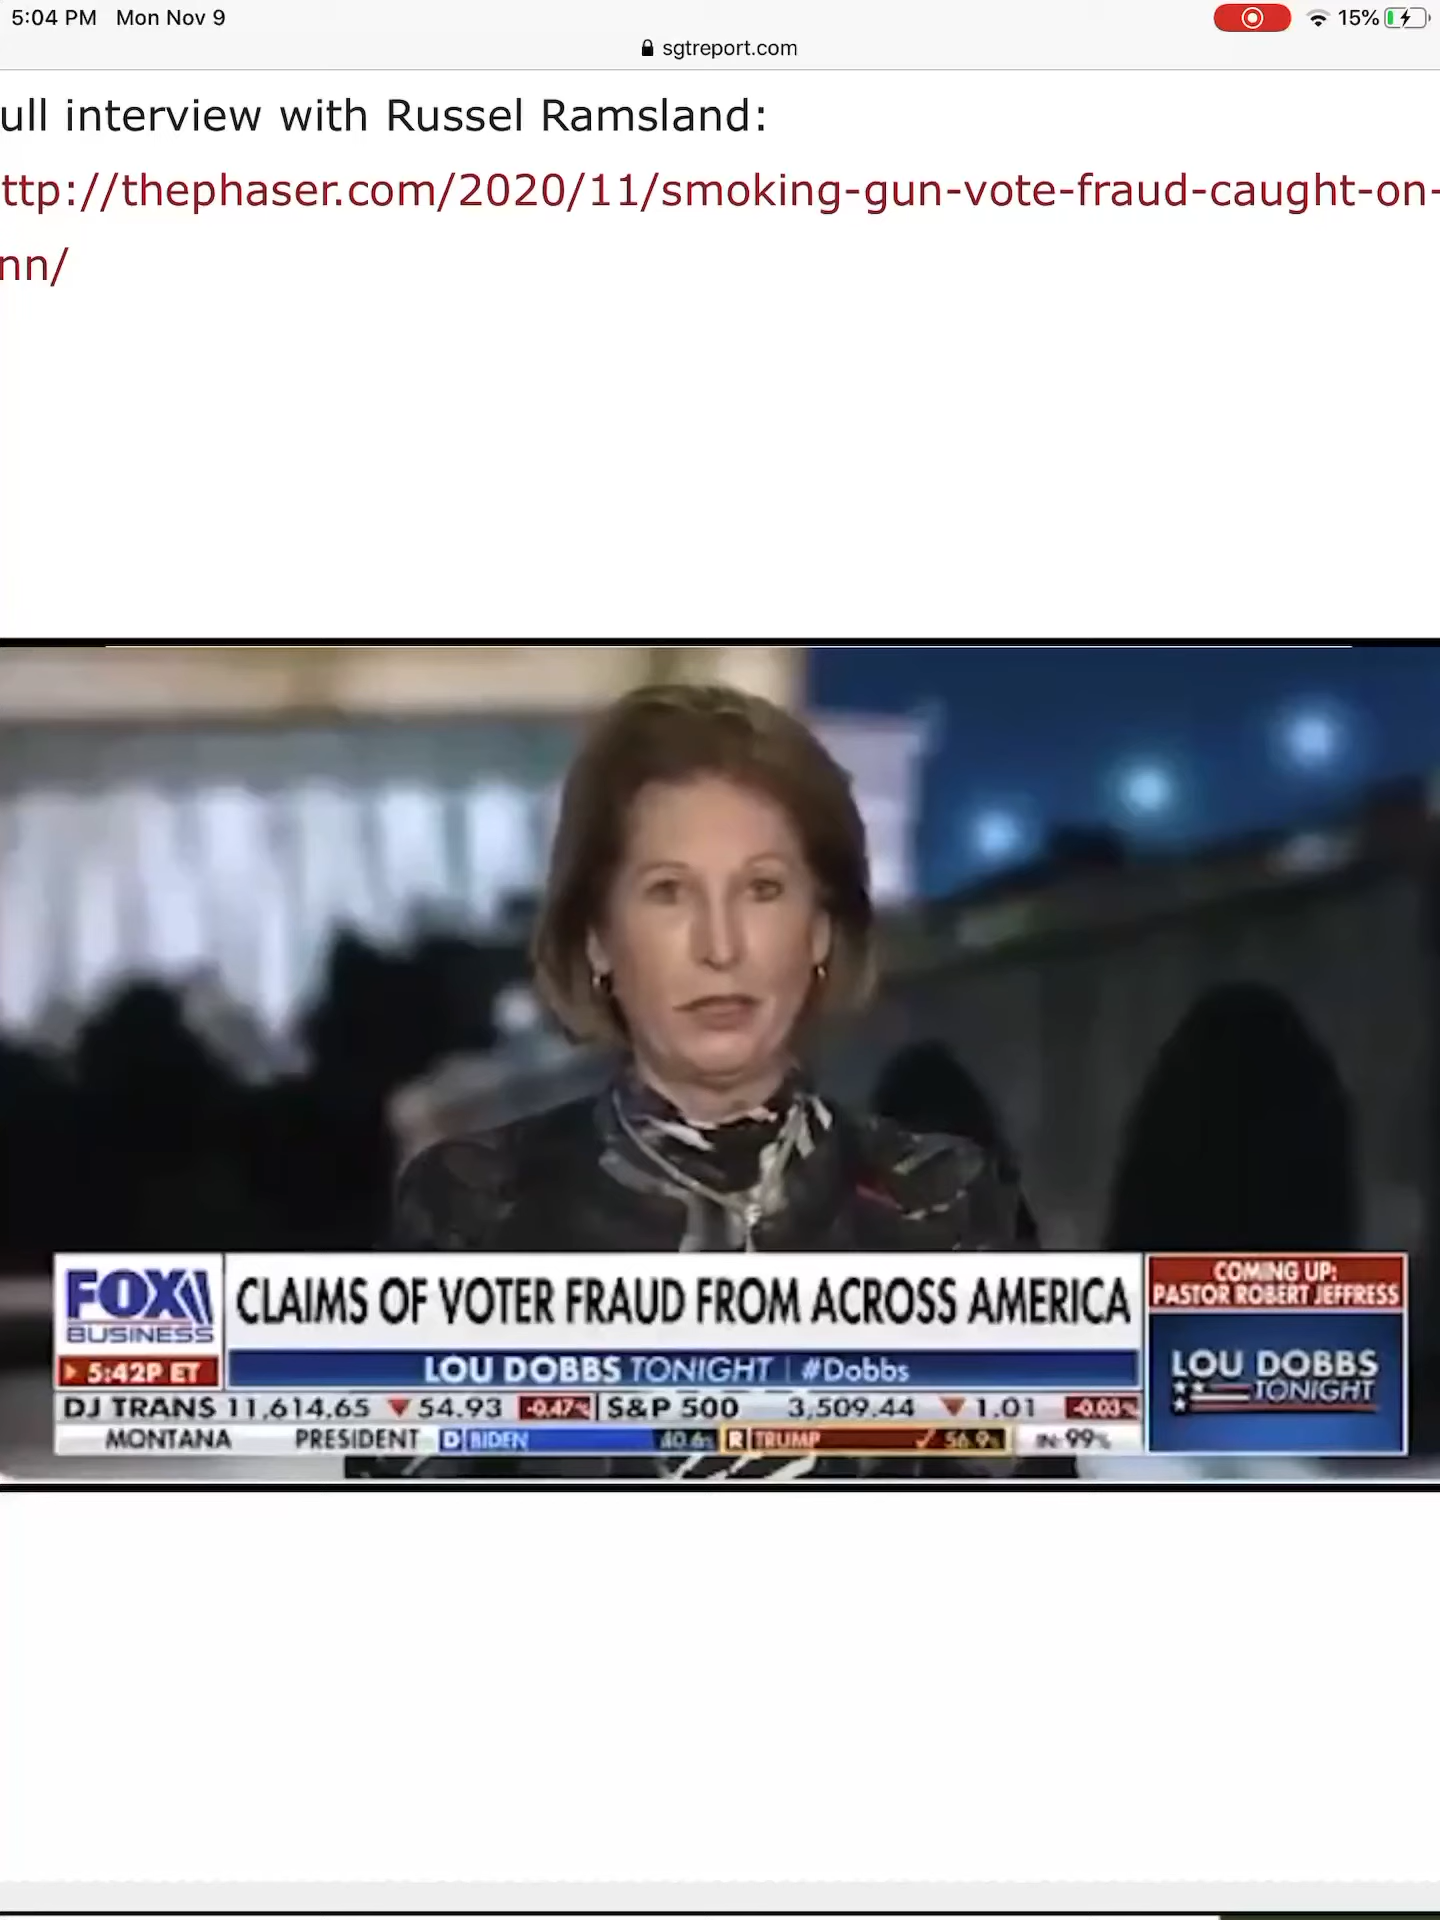 5:04 PM Mon Nov 9
15%
sgtreport.com
ull interview with Russel Ramsland:
ttp://thephaser.com/2020/11/smoking-gun-vote-fraud-caught-on-
nn/
FOX BUSINESS
CLAIMS OF VOTER FRAUD FROM ACROSS AMERICA
COMING UP:
PASTOR ROBERT JEFFRESS
5:42P ET
LOU DOBBS TONIGHT | #Dobbs
LOU DOBBS
TONIGHT
DJ TRANS 11,614.65 ▼ 54.93 -0.47% S&P 500 3,509.44 ▼ 1.01 -0.03%
MONTANA PRESIDENT D BIDEN 40.6% R TRUMP ✓ 56.9% IN: 99%